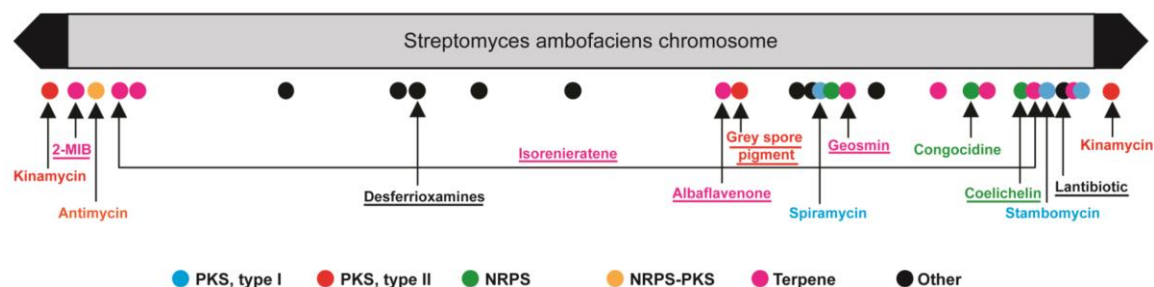 Streptomyces ambofaciens chromosome
2-MIB
Kinamycin
Antimycin
Isorenieratene
Desferrioxamines
Grey spore
pigment
Albaflavenone
Geosmin
Spiramycin
Congocidine
Coelichelin
Stambomycin
Lantibiotic
Kinamycin
PKS, type I
PKS, type II
NRPS
NRPS-PKS
Terpene
Other